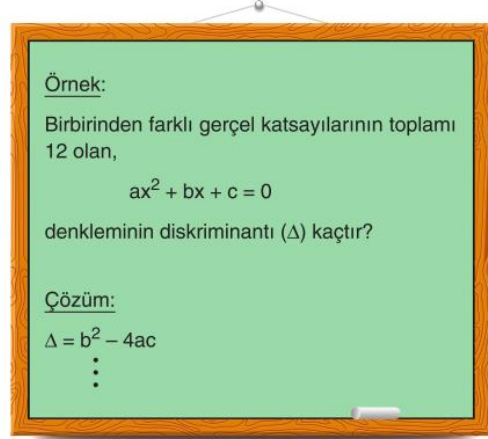 Örnek:
Birbirinden farklı gerçel katsayılarının toplamı
12 olan,
ax² + bx + c = 0
denkleminin diskriminantı (Δ) kaçtır?
Çözüm:
Δ = b² – 4ac
⋮